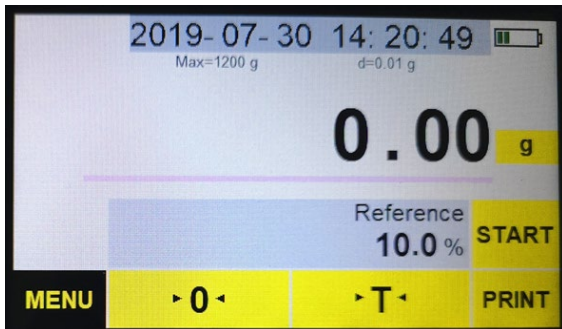 2019-07-30 14:20:49
Max=1200 g d=0.01 g
0.00 g
Reference
10.0 % START
MENU ▸0◂ ▸T◂ PRINT